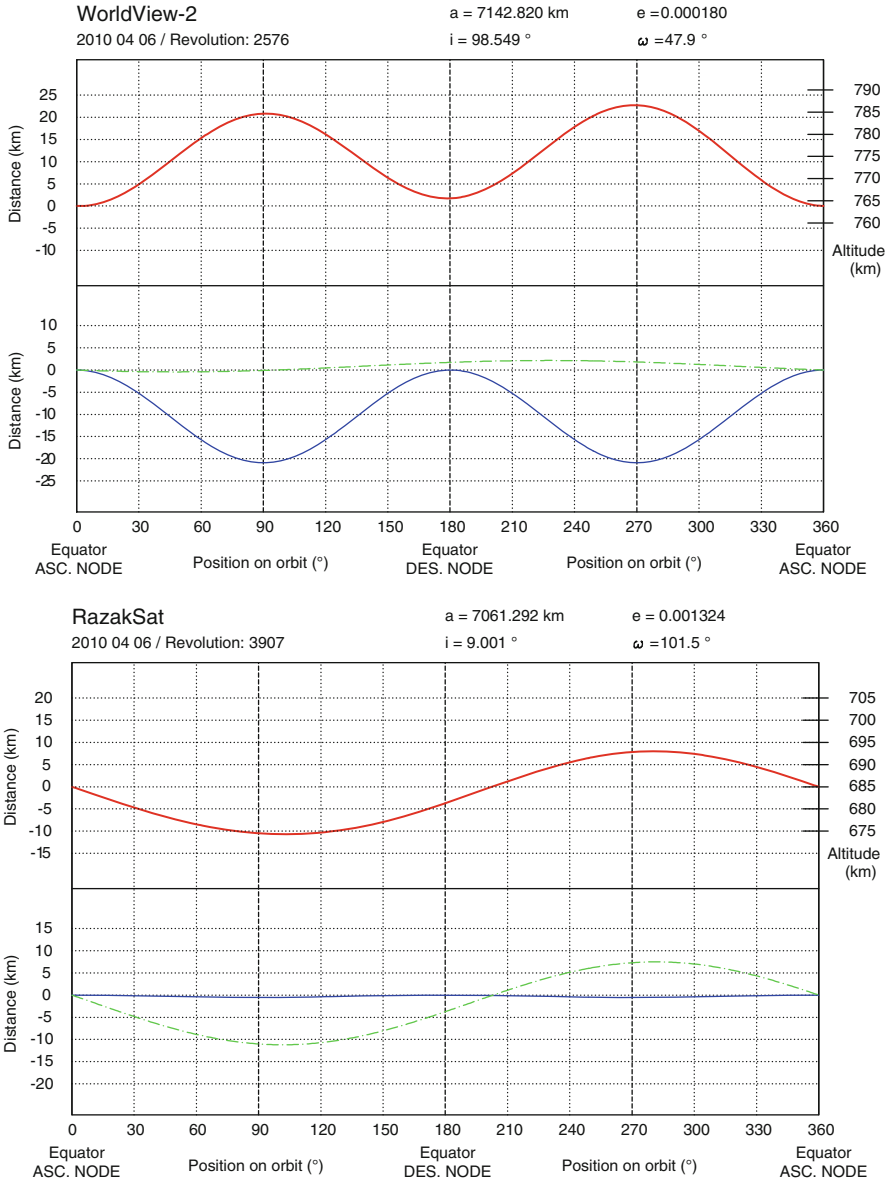 WorldView-2 a = 7142.820 km e =0.000180
2010 04 06 / Revolution: 2576 i = 98.549 ° ω =47.9 °
25
20
15
10
5
0
-5
-10
Distance (km)
790
785
780
775
770
765
760
Altitude
(km)
10
5
0
-5
-10
-15
-20
-25
Distance (km)
0 30 60 90 120 150 180 210 240 270 300 330 360
Equator Equator Equator
ASC. NODE Position on orbit (°) DES. NODE Position on orbit (°) ASC. NODE
RazakSat a = 7061.292 km e = 0.001324
2010 04 06 / Revolution: 3907 i = 9.001 ° ω =101.5 °
20
15
10
5
0
-5
-10
-15
Distance (km)
705
700
695
690
685
680
675
Altitude
(km)
15
10
5
0
-5
-10
-15
-20
Distance (km)
0 30 60 90 120 150 180 210 240 270 300 330 360
Equator Equator Equator
ASC. NODE Position on orbit (°) DES. NODE Position on orbit (°) ASC. NODE